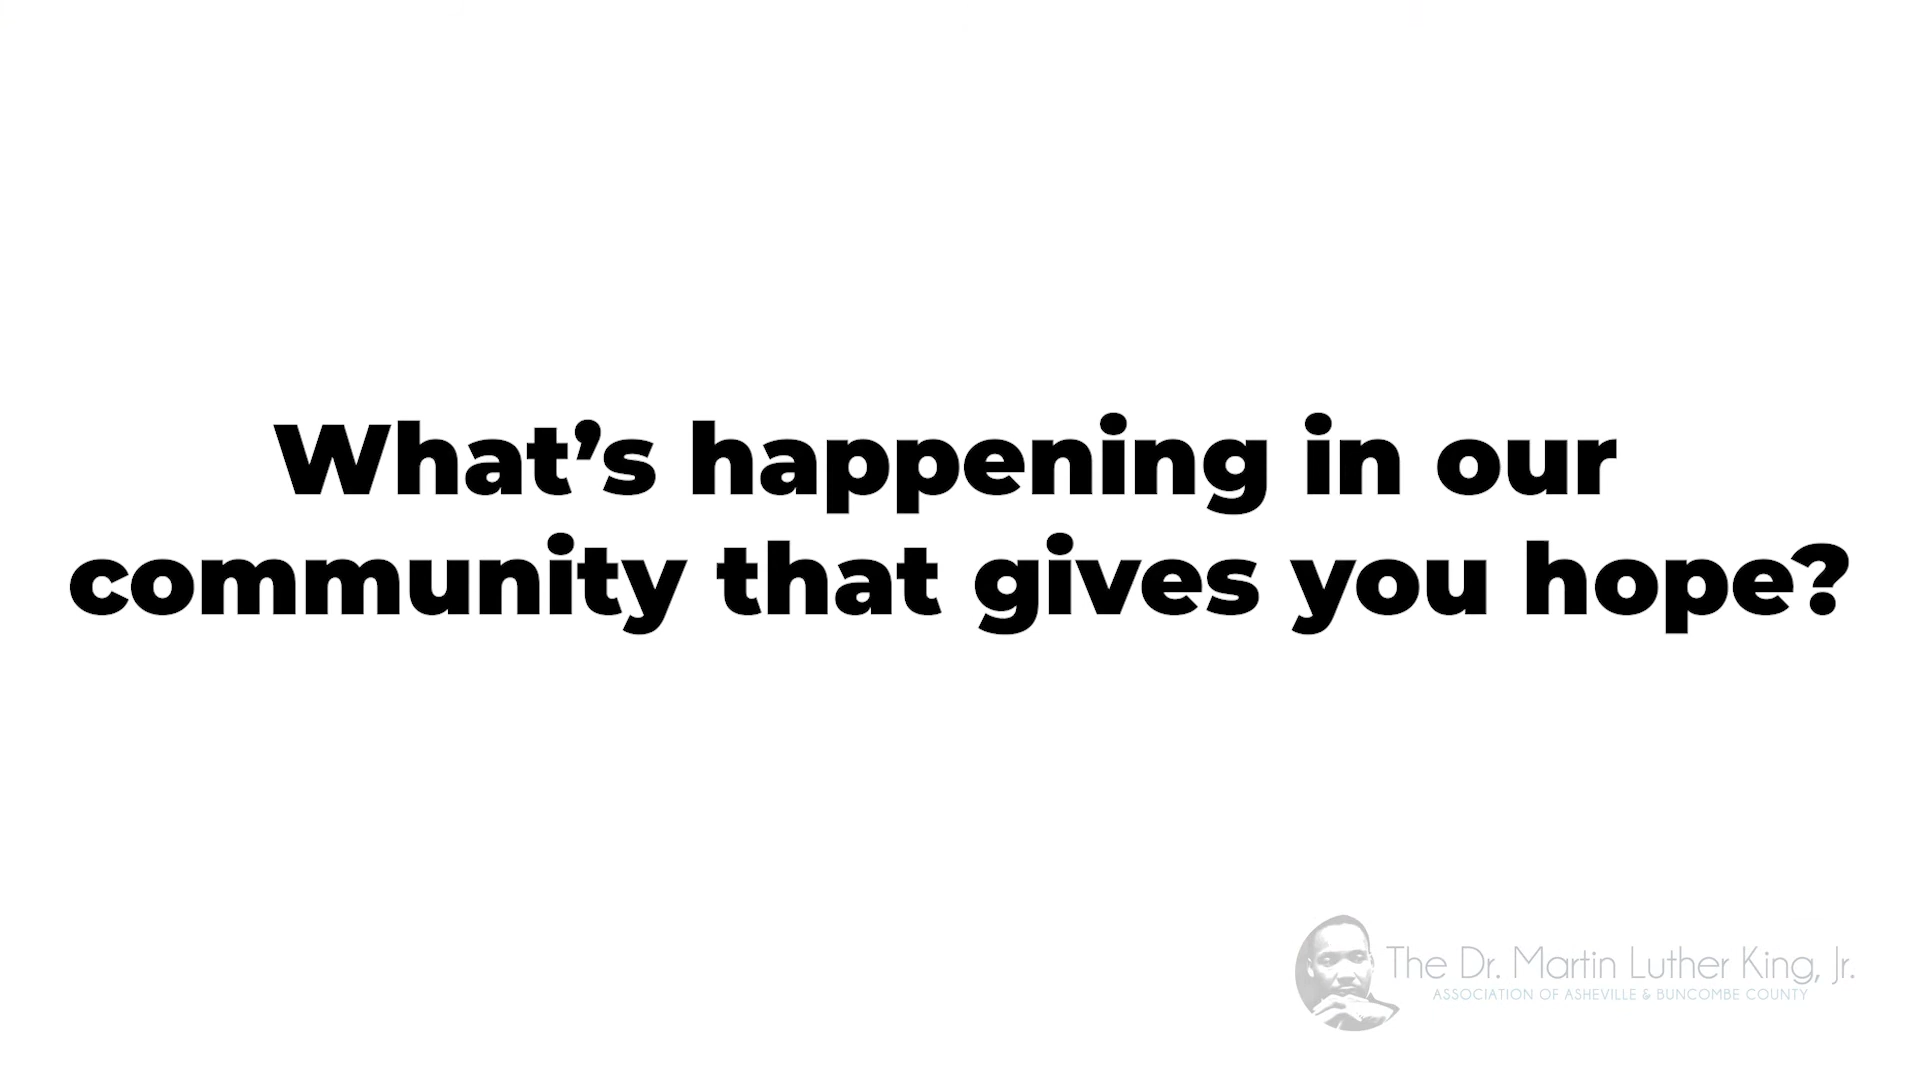 What’s happening in our
community that gives you hope?
The Dr. Martin Luther King, Jr.
ASSOCIATION OF ASHEVILLE & BUNCOMBE COUNTY